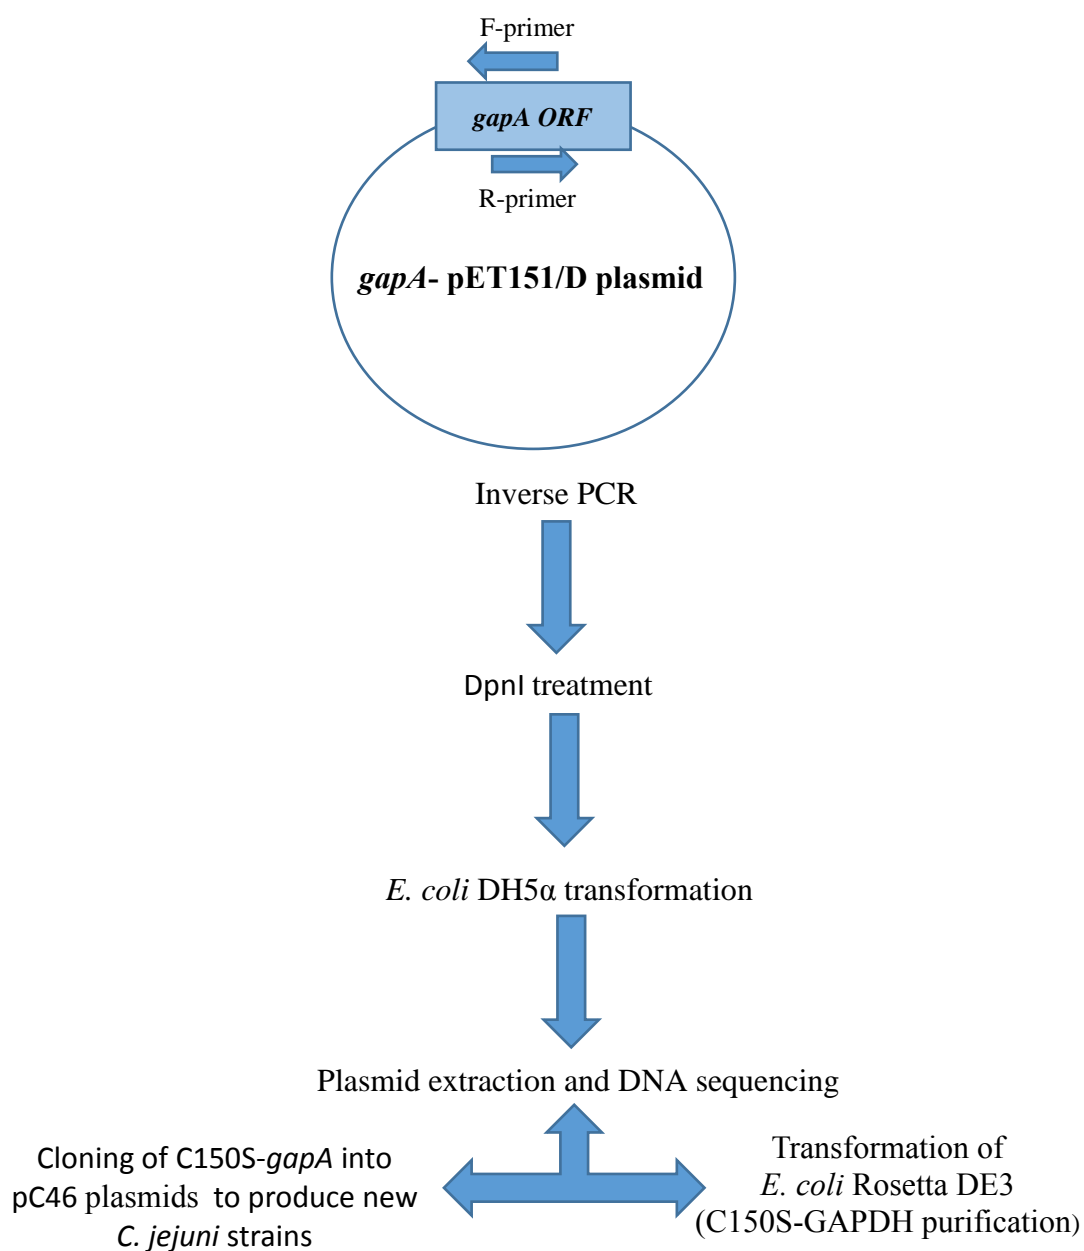 F-primer
gapA ORF
R-primer
gapA- pET151/D plasmid
Inverse PCR
DpnI treatment
E. coli DH5α transformation
Plasmid extraction and DNA sequencing
Cloning of C150S-gapA into
pC46 plasmids to produce new
C. jejuni strains
Transformation of
E. coli Rosetta DE3
(C150S-GAPDH purification)